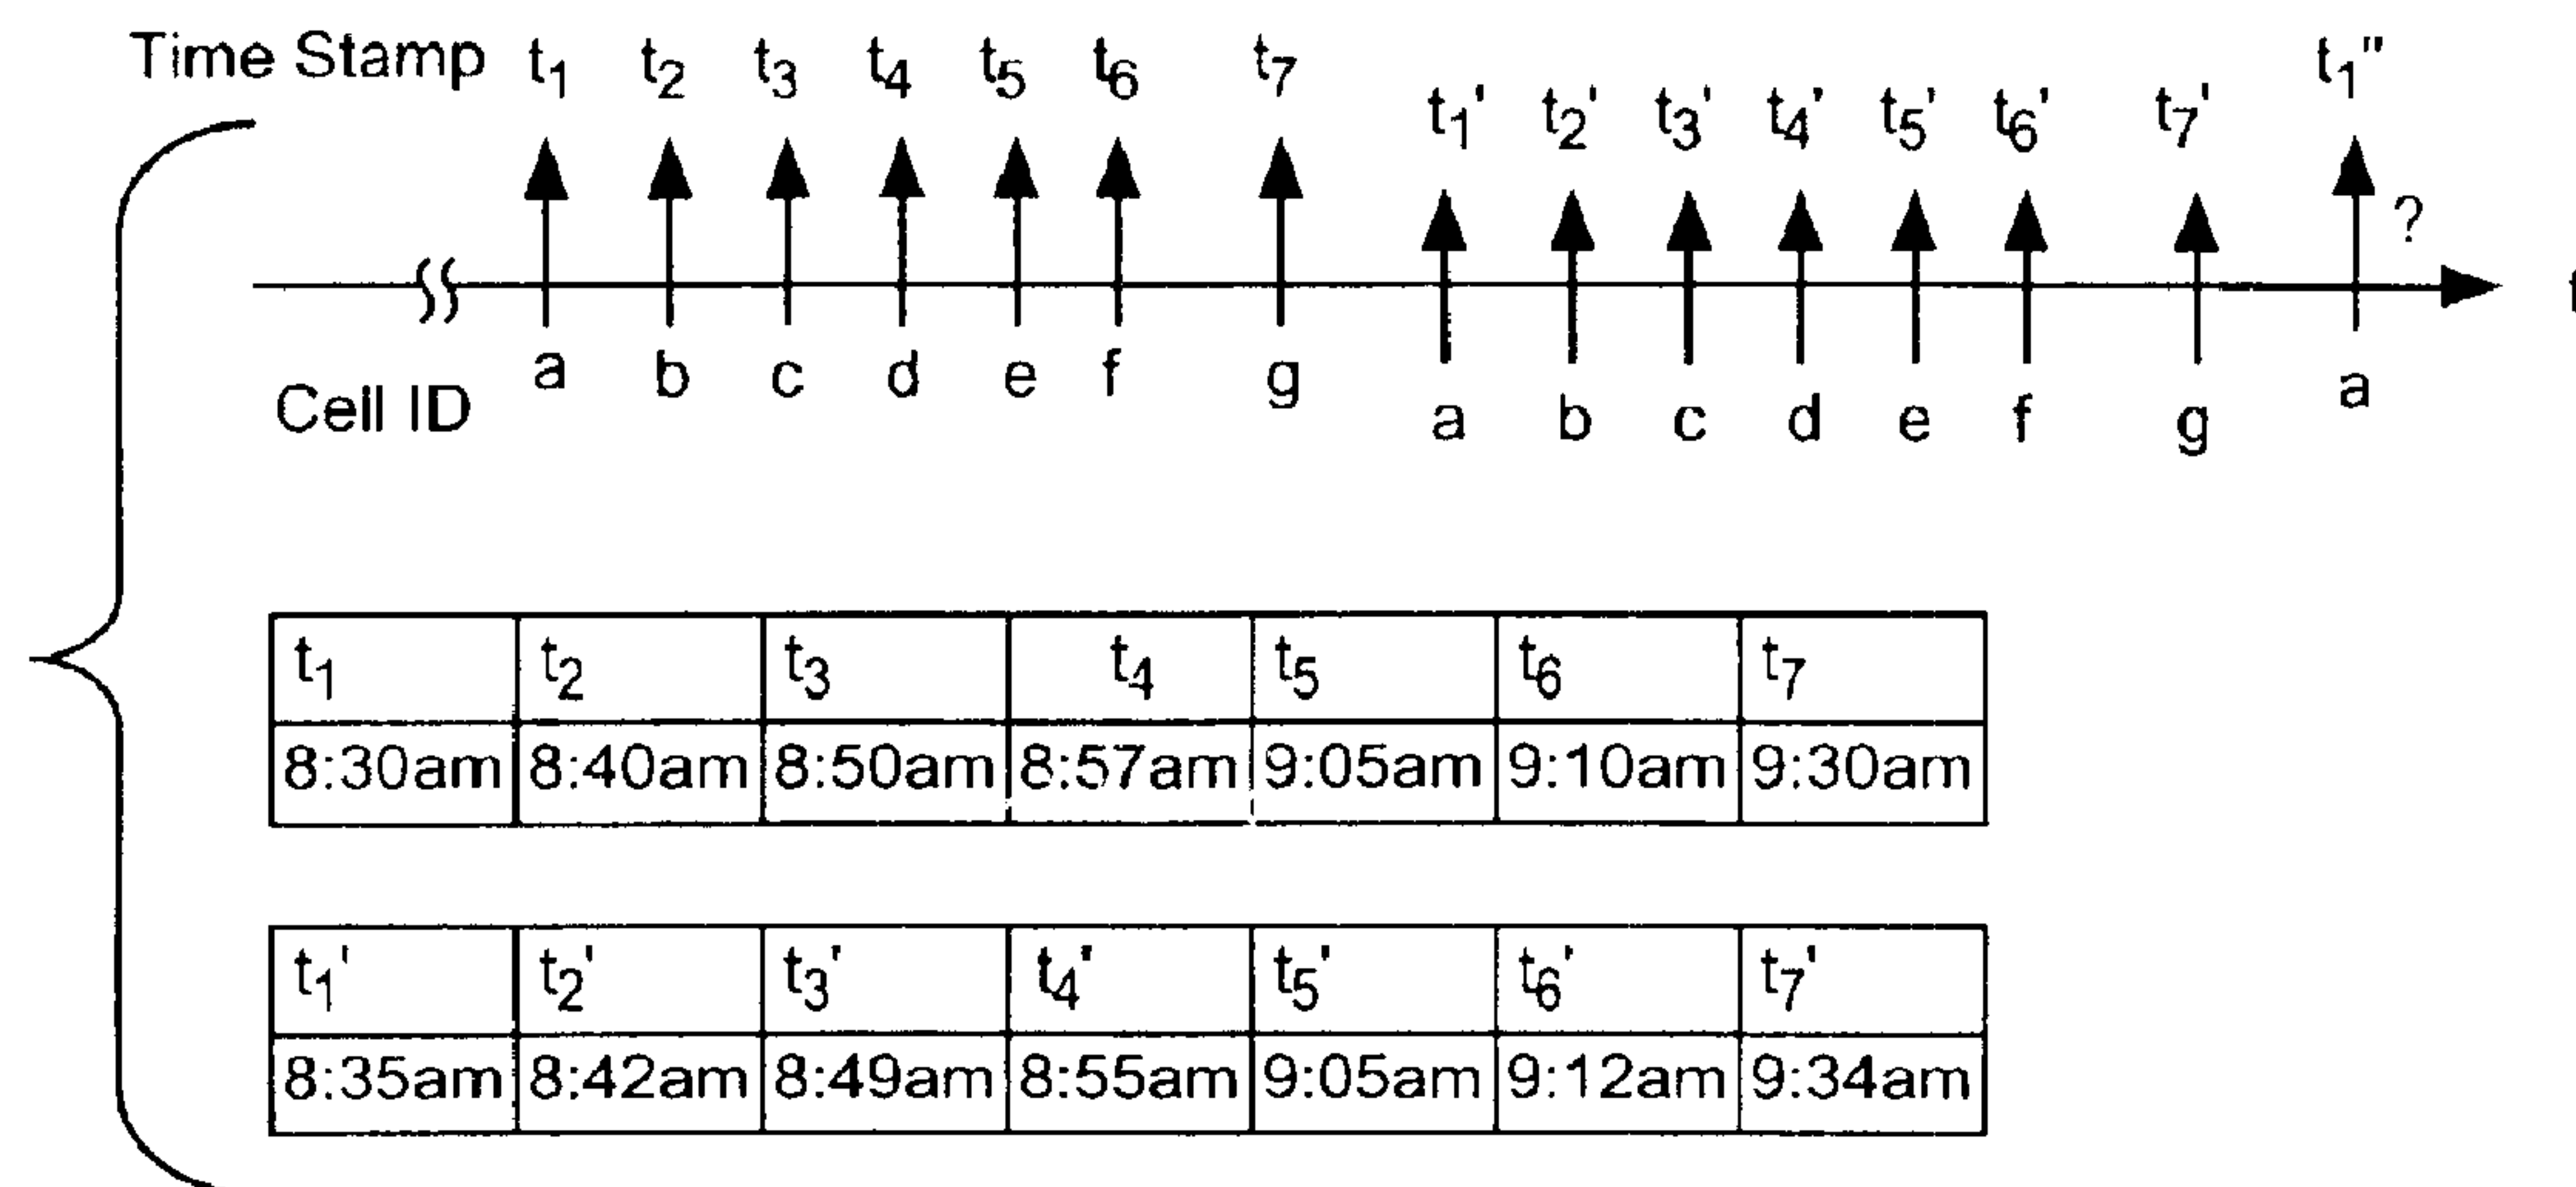 Time Stamp t₁ t₂ t₃ t₄ t₅ t₆ t₇ t₁"
t₁' t₂' t₃' t₄' t₅' t₆' t₇'
?
a b c d e f g a
Cell ID a b c d e f g
t₁ t₂ t₃ t₄ t₅ t₆ t₇
8:30am 8:40am 8:50am 8:57am 9:05am 9:10am 9:30am
t₁' t₂' t₃' t₄' t₅' t₆' t₇'
8:35am 8:42am 8:49am 8:55am 9:05am 9:12am 9:34am